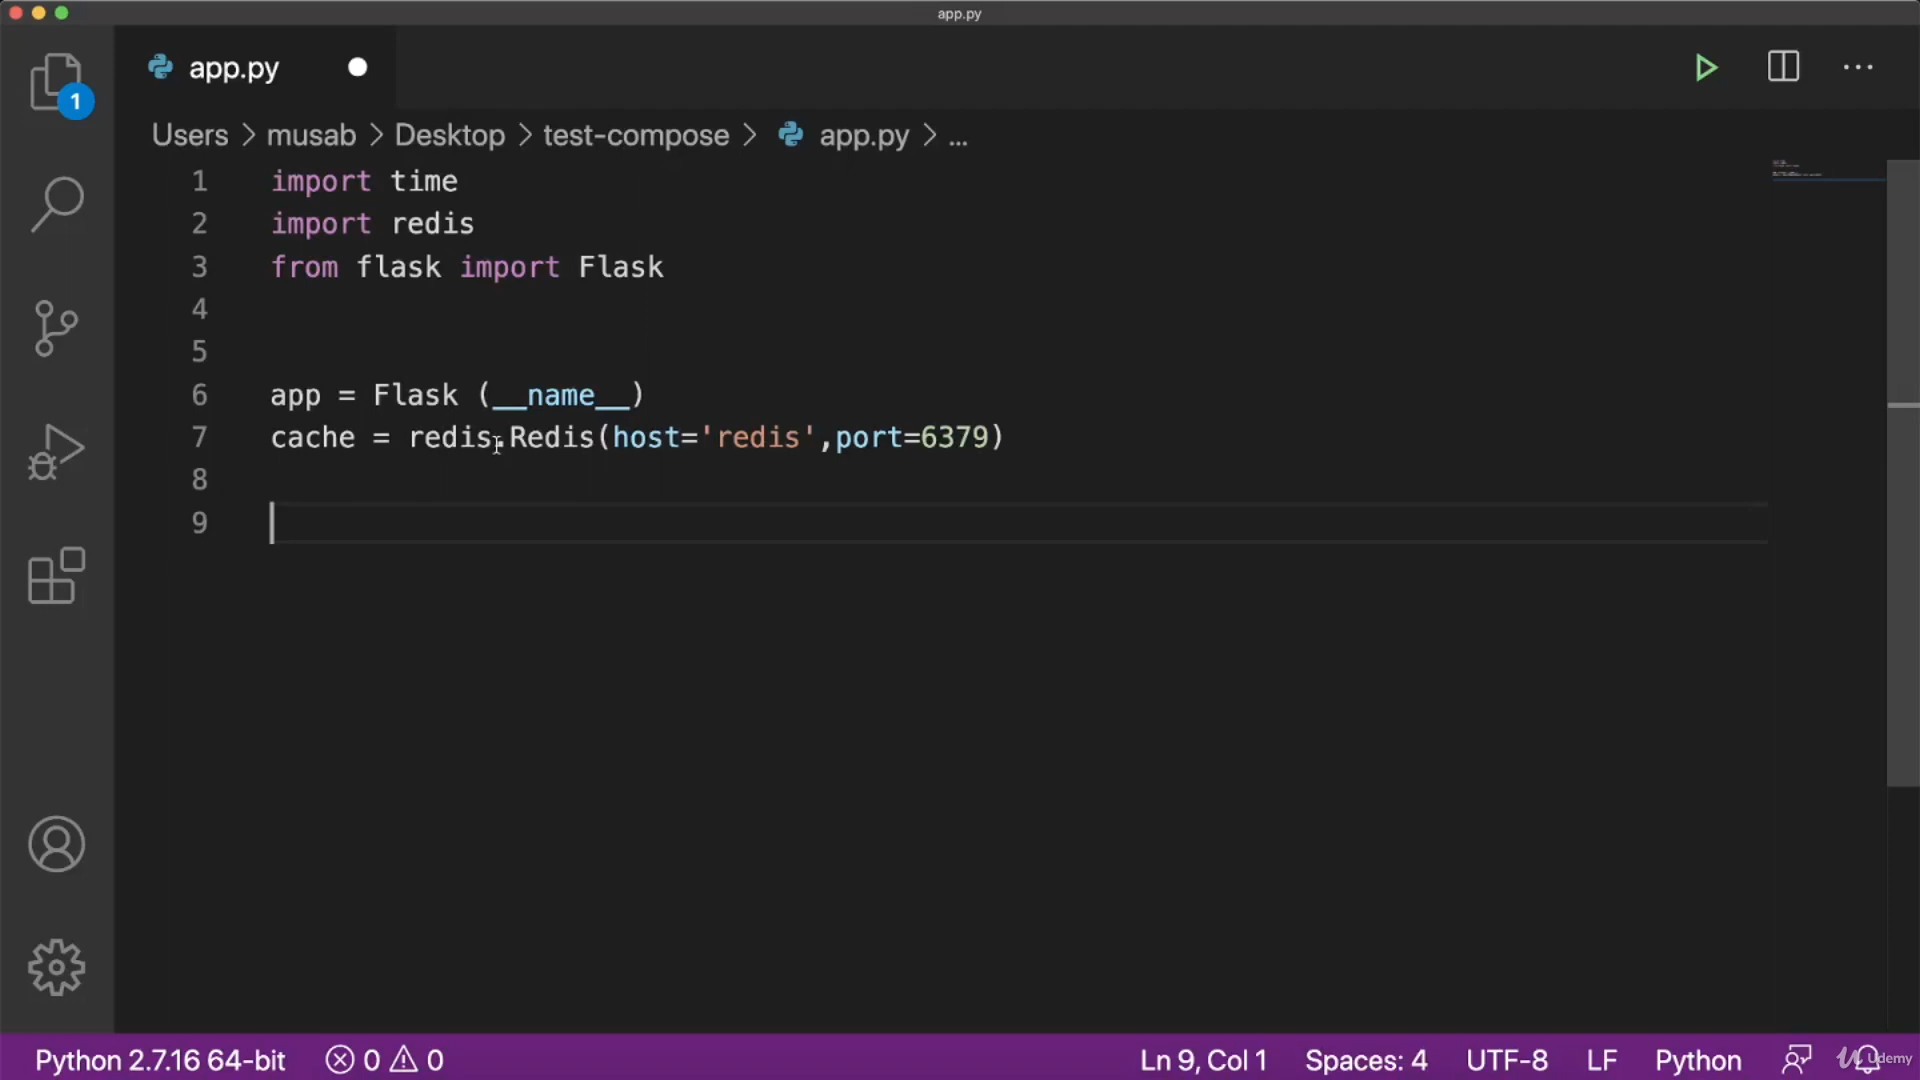 app.py
app.py
1
Users > musab > Desktop > test-compose > app.py > ...
1 import time
2 import redis
3 from flask import Flask
4
5
6 app = Flask (__name__)
7 cache = redis.Redis(host='redis',port=6379)
8
9
Python 2.7.16 64-bit 0 0 Ln 9, Col 1 Spaces: 4 UTF-8 LF Python
Udemy